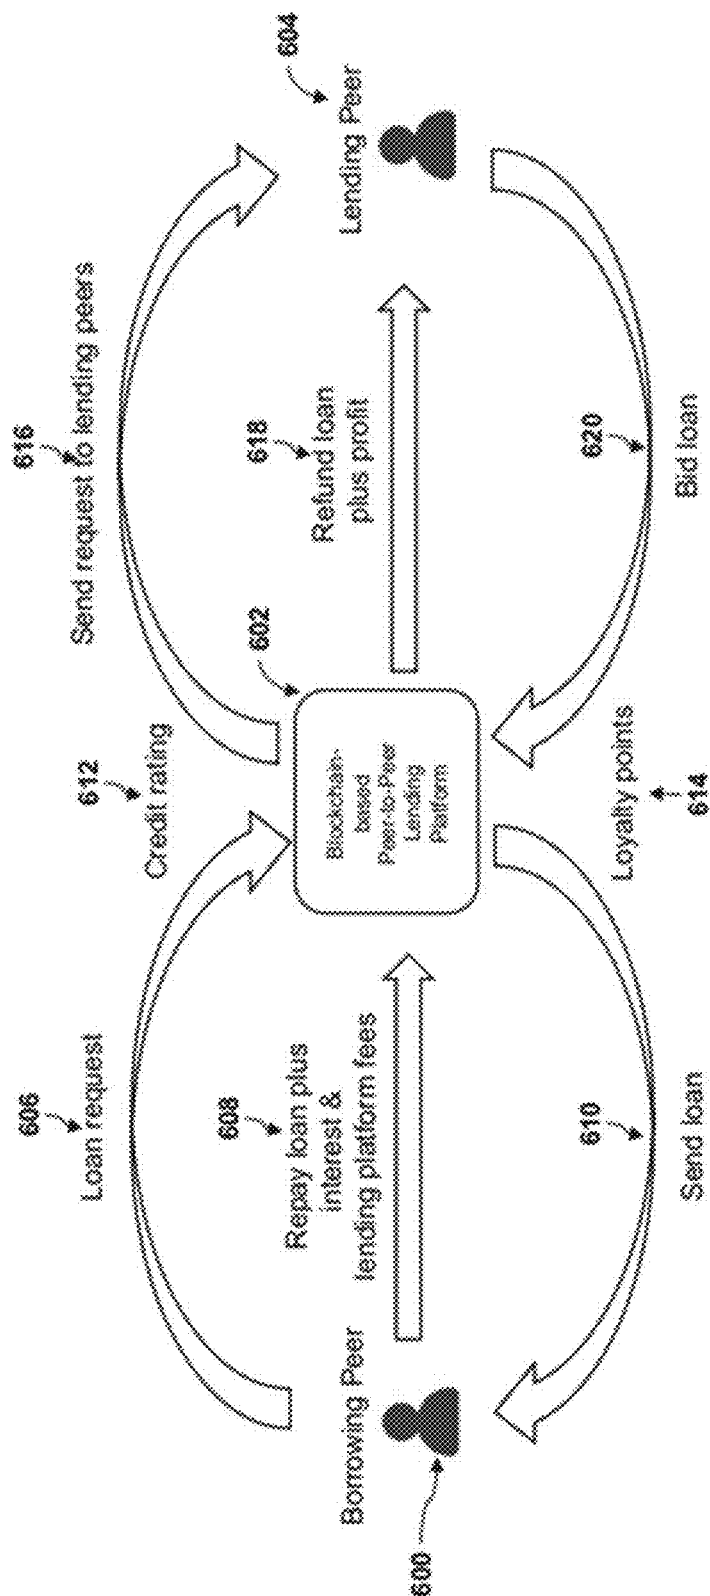 606
Loan request
612
Credit rating
616
Send request to lending peers
600
Borrowing Peer
608
Repay loan plus
interest &
lending platform fees
602
Blockchain-
based
Peer-to-Peer
Lending
Platform
618
Refund loan
plus profit
604
Lending Peer
610
Send loan
Loyalty points
614
620
Bid loan